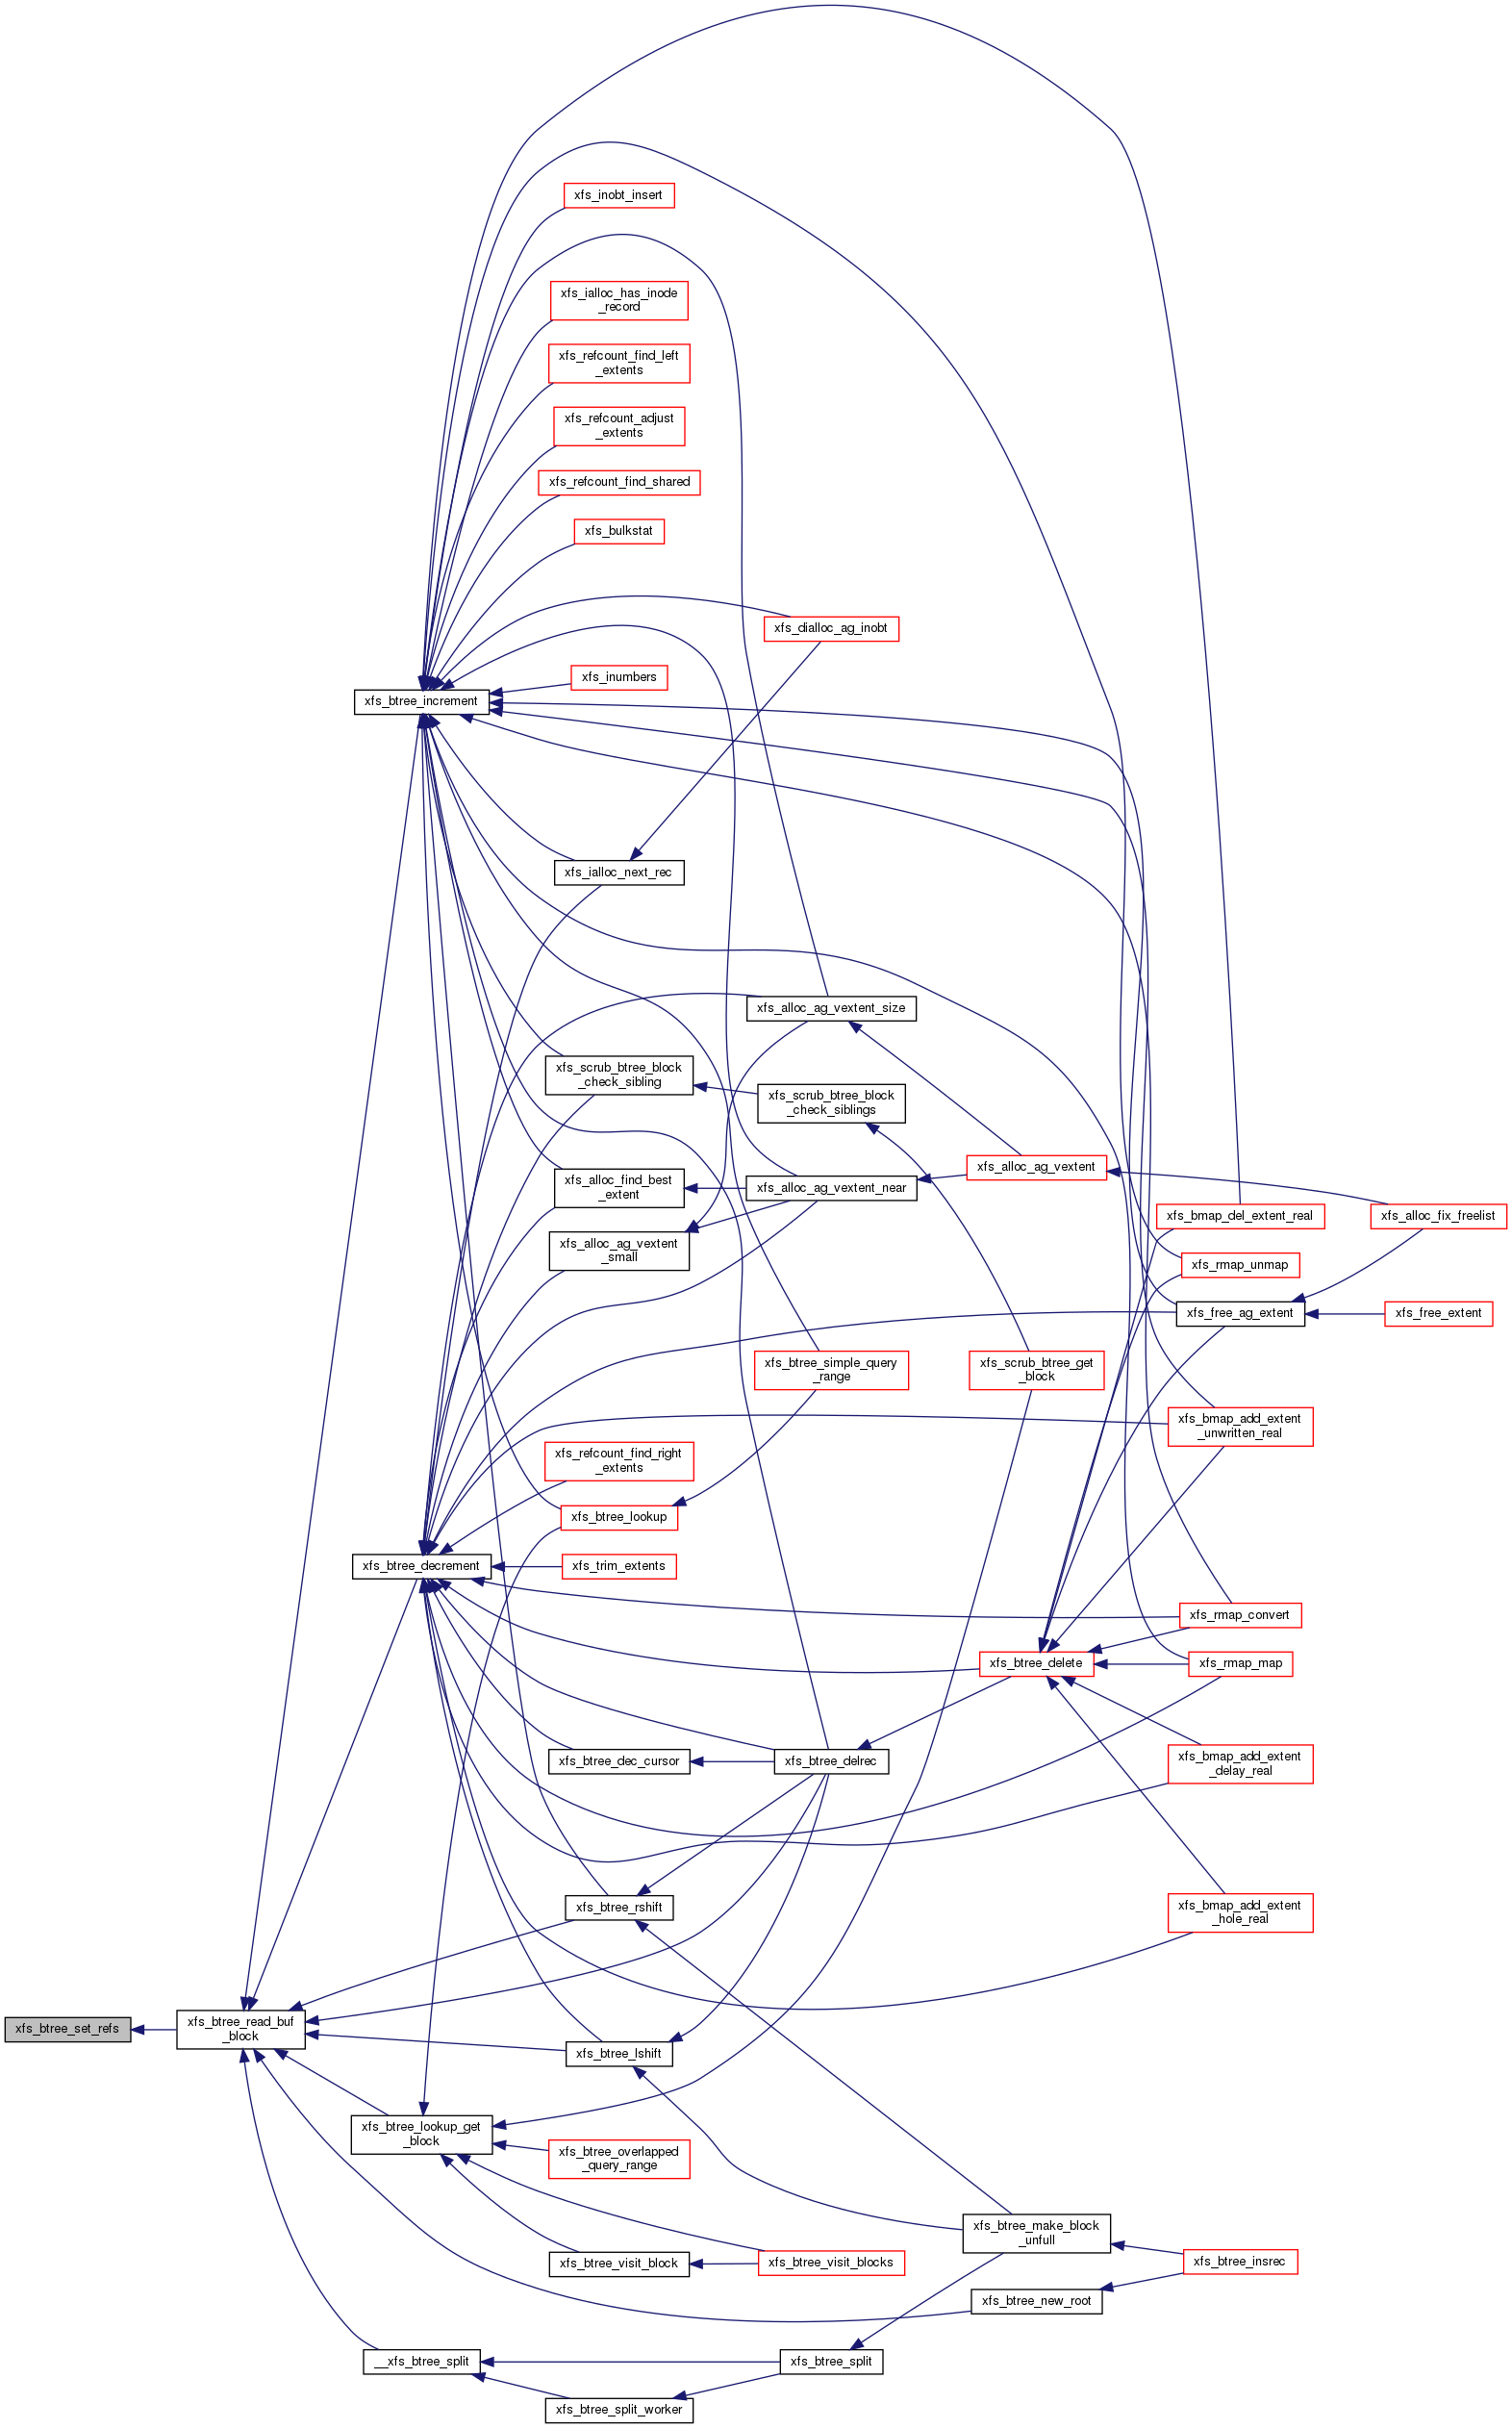 xfs_inobt_insert
xfs_ialloc_has_inode
_record
xfs_refcount_find_left
_extents
xfs_refcount_adjust
_extents
xfs_refcount_find_shared
xfs_bulkstat
xfs_dialloc_ag_inobt
xfs_inumbers
xfs_btree_increment
xfs_ialloc_next_rec
xfs_alloc_ag_vextent_size
xfs_scrub_btree_block
_check_sibling
xfs_scrub_btree_block
_check_siblings
xfs_alloc_ag_vextent
xfs_alloc_find_best
_extent
xfs_alloc_ag_vextent_near
xfs_bmap_del_extent_real
xfs_alloc_fix_freelist
xfs_alloc_ag_vextent
_small
xfs_rmap_unmap
xfs_free_ag_extent
xfs_free_extent
xfs_btree_simple_query
_range
xfs_scrub_btree_get
_block
xfs_bmap_add_extent
_unwritten_real
xfs_refcount_find_right
_extents
xfs_btree_lookup
xfs_btree_decrement
xfs_trim_extents
xfs_rmap_convert
xfs_btree_delete
xfs_rmap_map
xfs_btree_dec_cursor
xfs_btree_delrec
xfs_bmap_add_extent
_delay_real
xfs_btree_rshift
xfs_bmap_add_extent
_hole_real
xfs_btree_set_refs
xfs_btree_read_buf
_block
xfs_btree_lshift
xfs_btree_lookup_get
_block
xfs_btree_overlapped
_query_range
xfs_btree_make_block
_unfull
xfs_btree_visit_block
xfs_btree_visit_blocks
xfs_btree_insrec
xfs_btree_new_root
__xfs_btree_split
xfs_btree_split
xfs_btree_split_worker